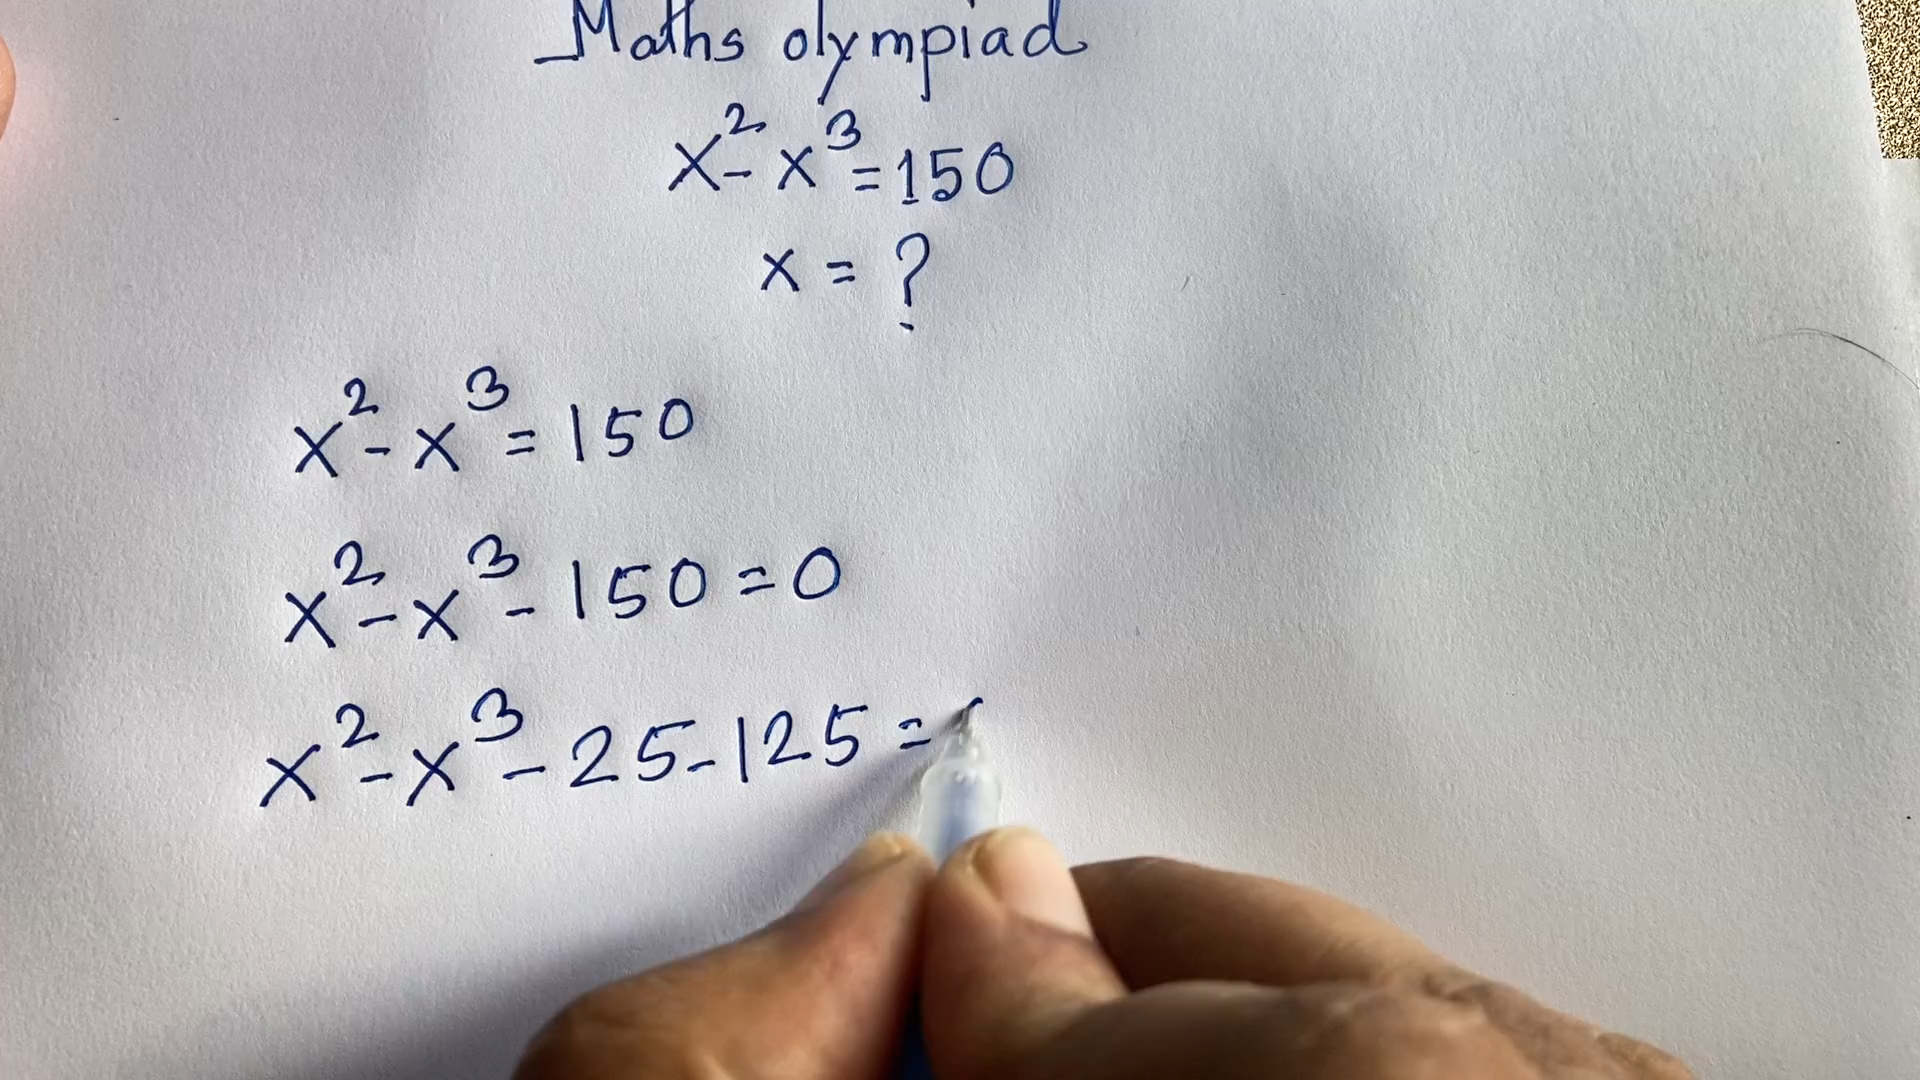 Maths olympiad
x²-x³=150
x = ?
x²-x³=150
x²-x³-150=0
x²-x³-25-125=